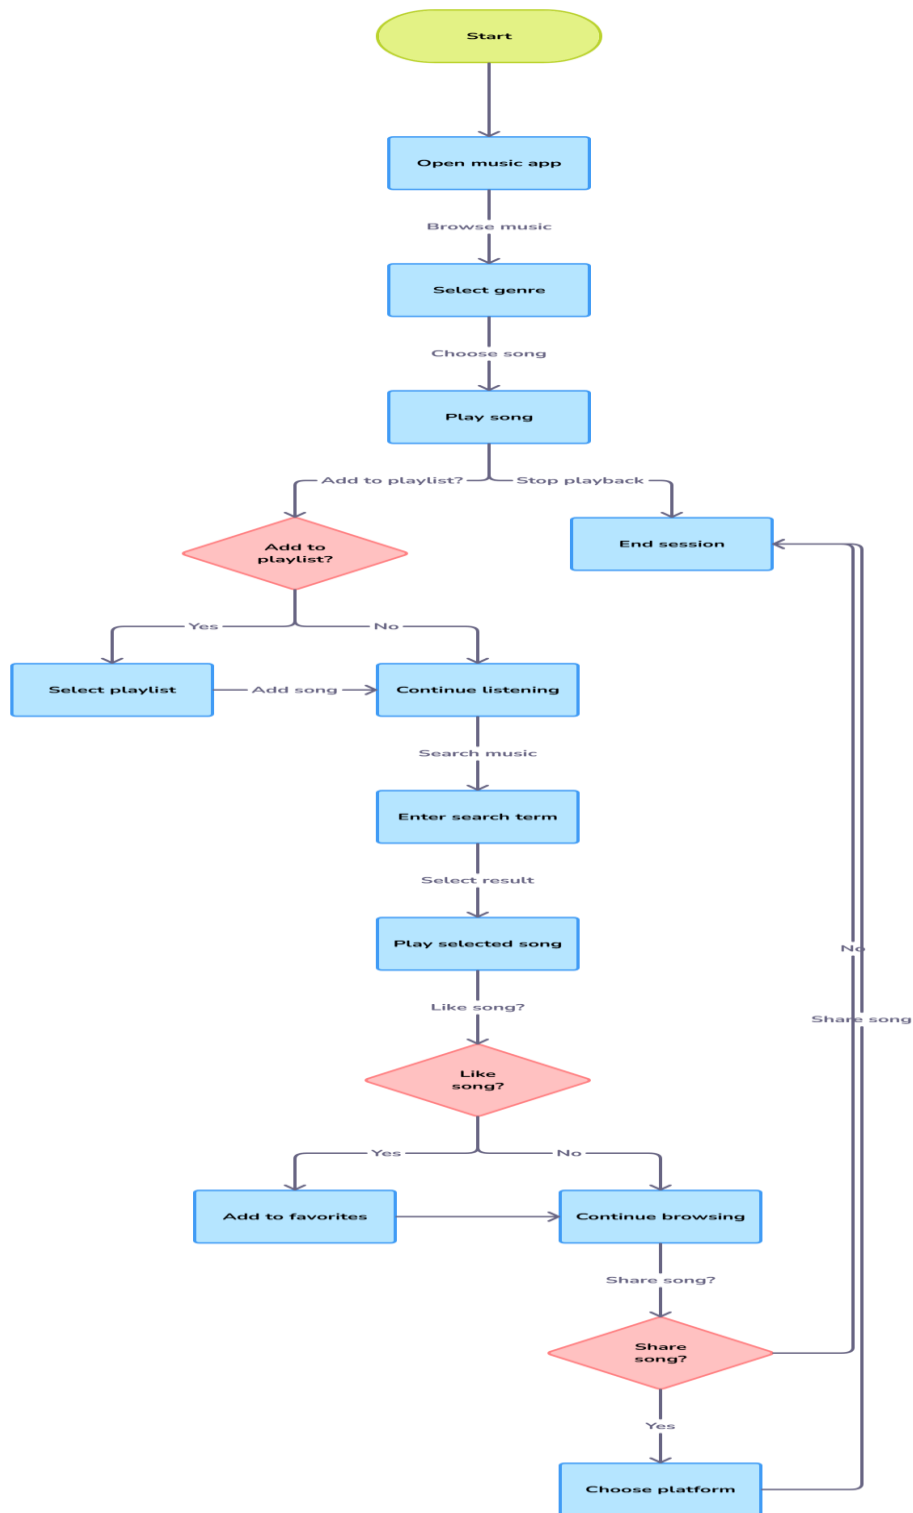 Start
Open music app
Browse music
Select genre
Choose song
Play song
Add to playlist?
Stop playback
Add to
playlist?
End session
Yes
No
Select playlist
Add song
Continue listening
Search music
Enter search term
Select result
Play selected song
No
Like song?
Share song
Like
song?
Yes
No
Add to favorites
Continue browsing
Share song?
Share
song?
Yes
Choose platform